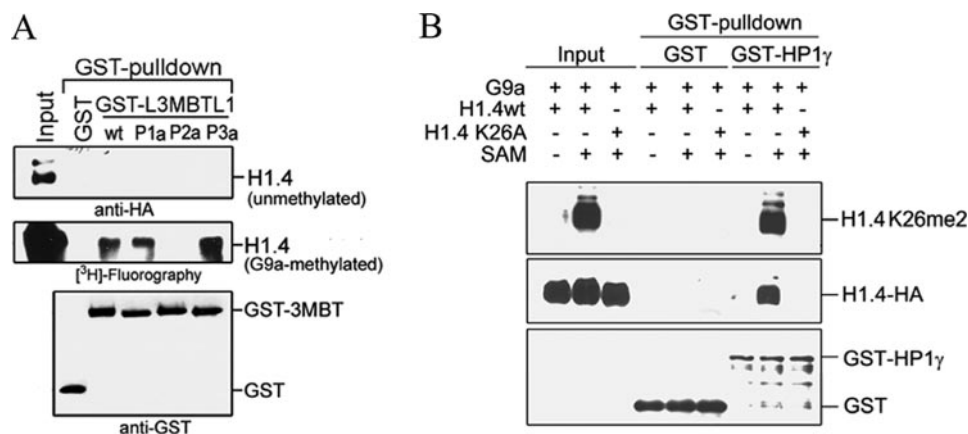 A
GST-pulldown
Input
GST
GST-L3MBTL1
wt P1a P2a P3a
H1.4
(unmethylated)
anti-HA
H1.4
(G9a-methylated)
[³H]-Fluorography
GST-3MBT
GST
anti-GST
B
GST-pulldown
Input GST GST-HP1γ
G9a + + + + + + + + +
H1.4wt + + - + + - + + -
H1.4 K26A - - + - - + - - +
SAM - + + - + + - + +
H1.4 K26me2
H1.4-HA
GST-HP1γ
GST